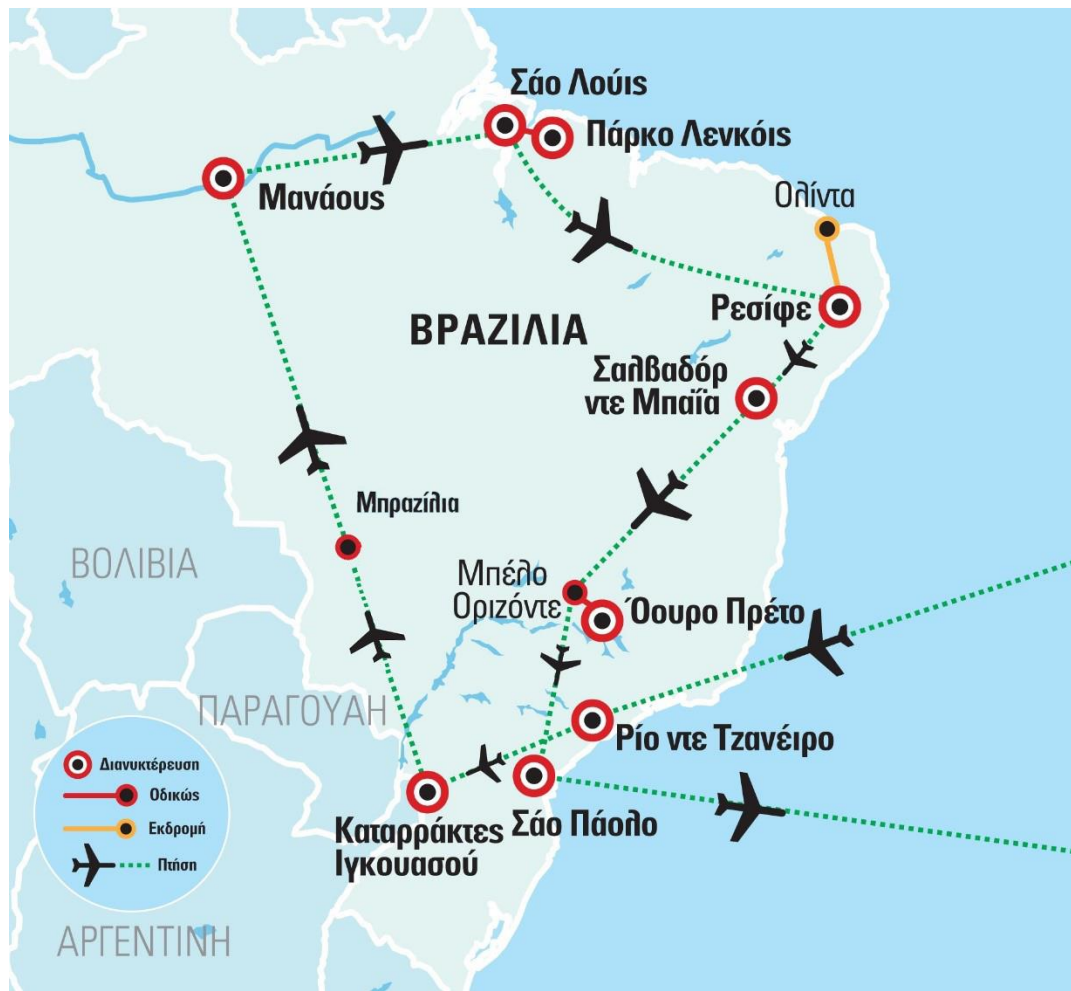 Σάο Λούις
Πάρκο Λενκόις
Μανάους
Ολίντα
Ρεσίφε
ΒΡΑΖΙΛΙΑ
Σαλβαδόρ
ντε Μπαΐα
Μπραζίλια
ΒΟΛΙΒΙΑ
Μπέλο
Οριζόντε
Όουρο Πρέτο
ΠΑΡΑΓΟΥΑΗ
Ρίο ντε Τζανέιρο
Σάο Πάολο
Καταρράκτες
Ιγκουασού
Διανυκτέρευση
Οδικώς
Εκδρομή
Πτήση
ΑΡΓΕΝΤΙΝΗ